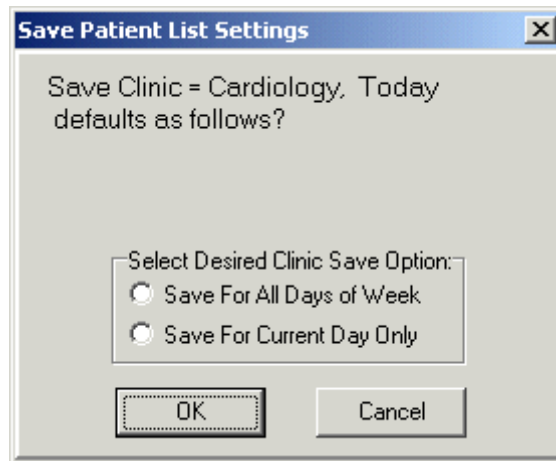 Save Patient List Settings
Save Clinic = Cardiology, Today
defaults as follows?
Select Desired Clinic Save Option:
Save For All Days of Week
Save For Current Day Only
OK Cancel